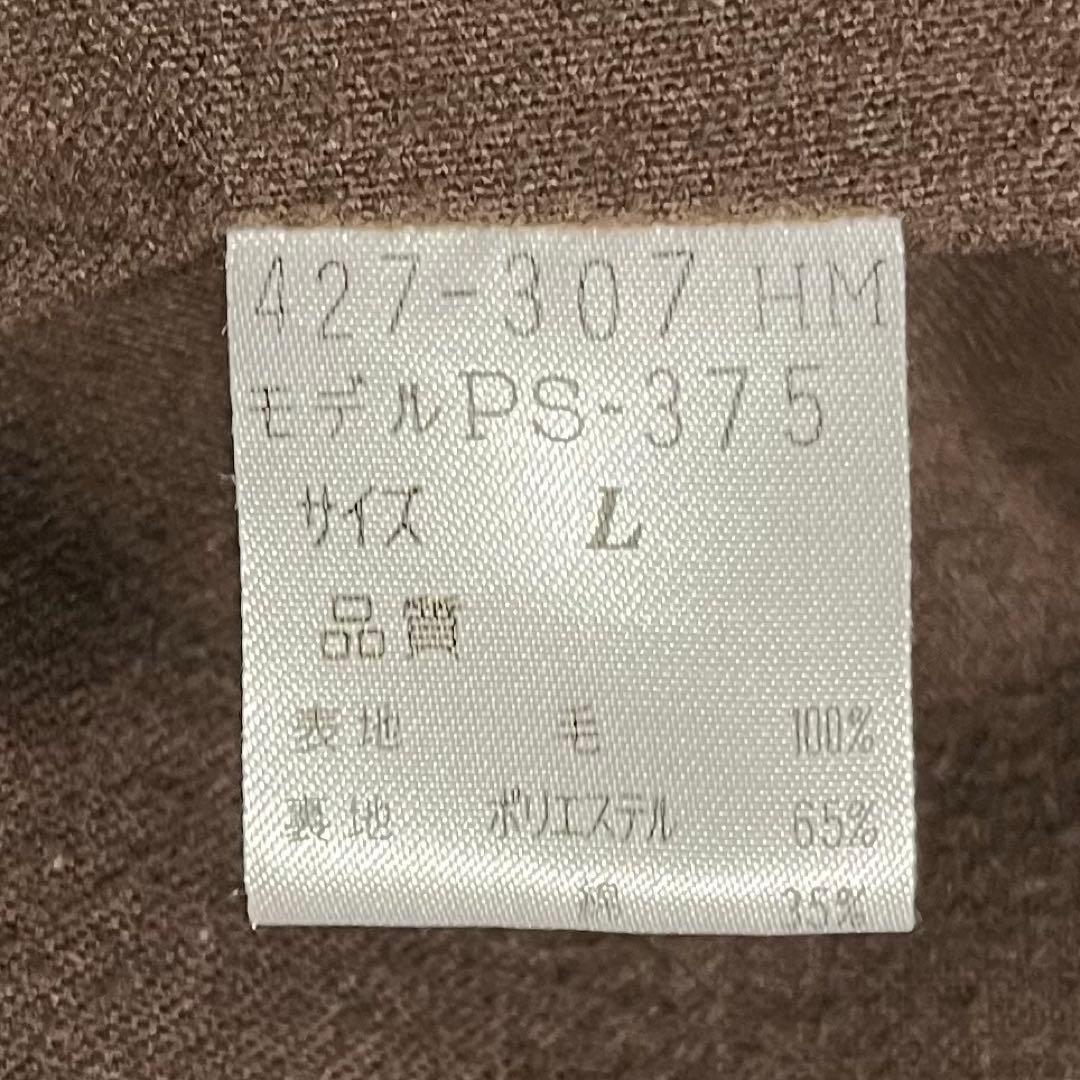 427-307 HM
モデルPS-375
サイズ L
品質
表地 毛 100%
裏地 ポリエステル 65%
綿 35%